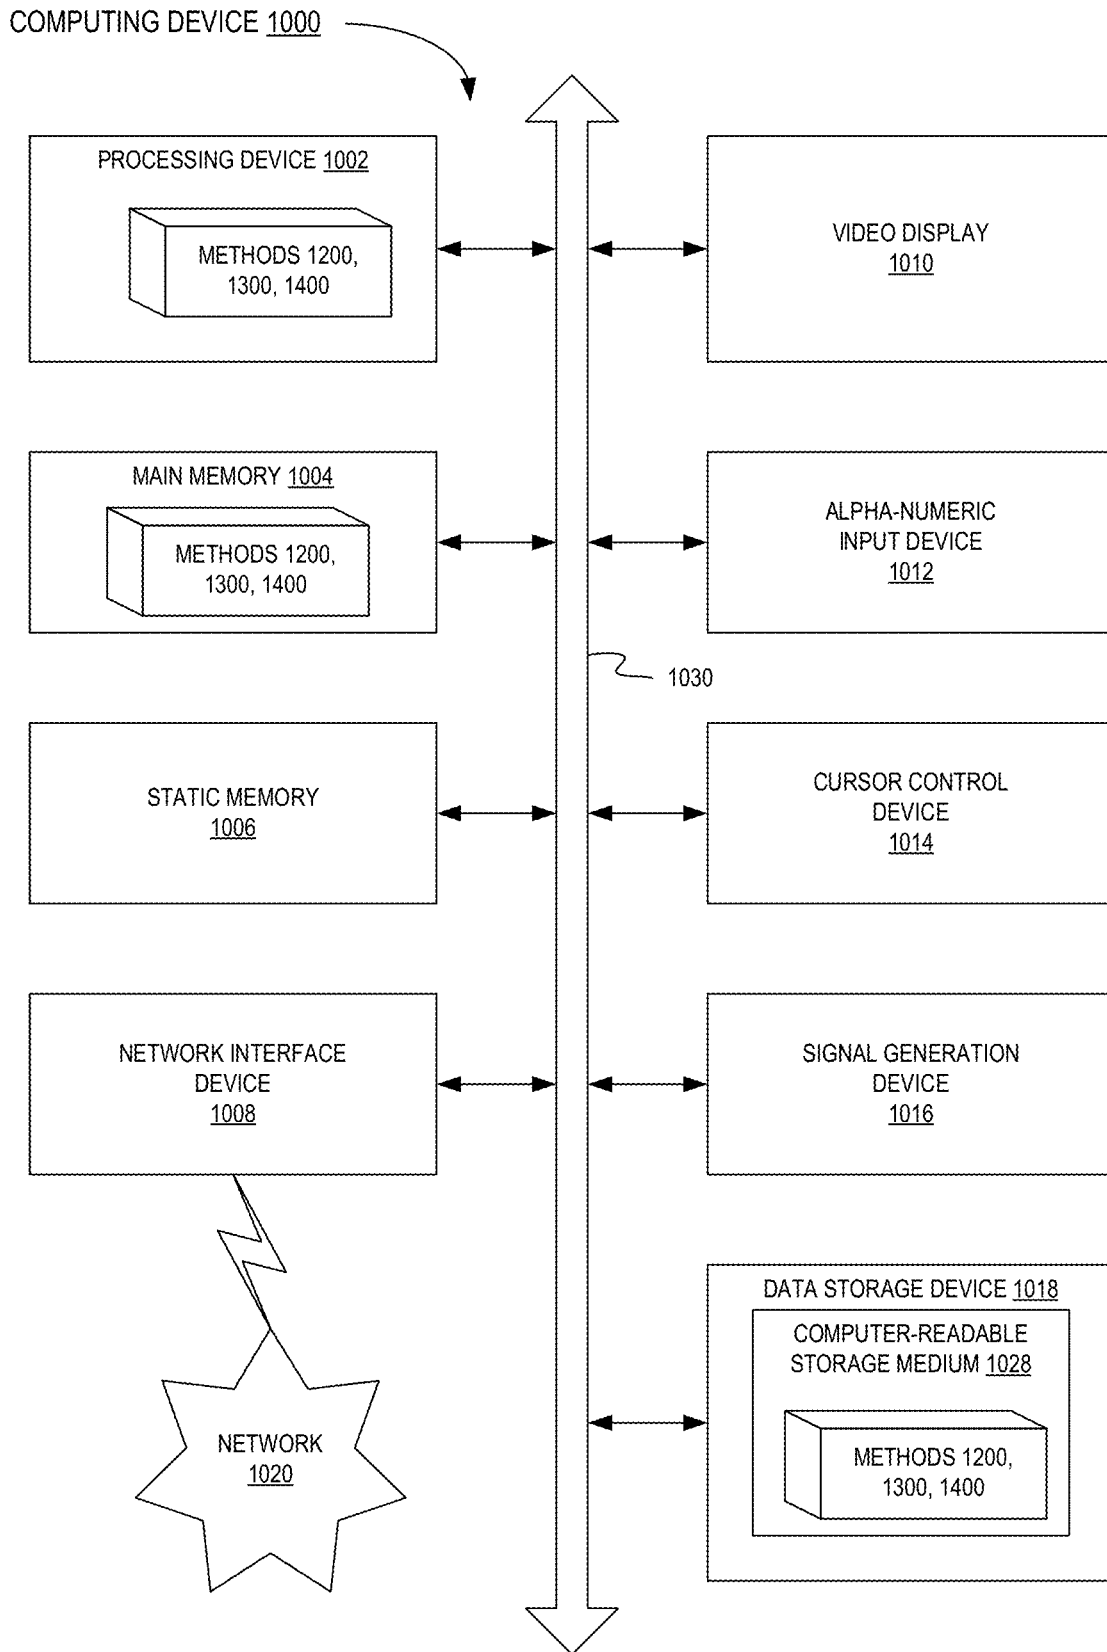 COMPUTING DEVICE 1000
PROCESSING DEVICE 1002
METHODS 1200,
1300, 1400
VIDEO DISPLAY
1010
MAIN MEMORY 1004
METHODS 1200,
1300, 1400
ALPHA-NUMERIC
INPUT DEVICE
1012
1030
STATIC MEMORY
1006
CURSOR CONTROL
DEVICE
1014
NETWORK INTERFACE
DEVICE
1008
SIGNAL GENERATION
DEVICE
1016
DATA STORAGE DEVICE 1018
COMPUTER-READABLE
STORAGE MEDIUM 1028
METHODS 1200,
1300, 1400
NETWORK
1020